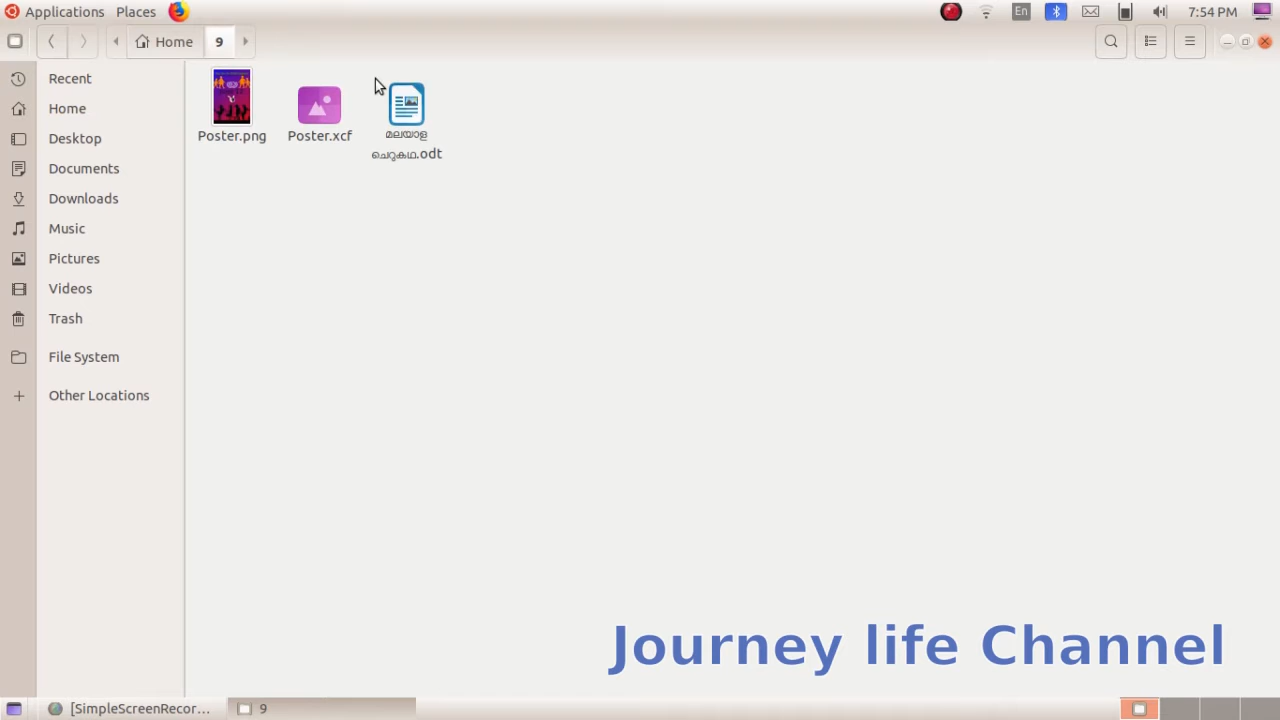 Applications Places En 7:54 PM
Home 9
Recent
Home
Desktop
Documents
Downloads
Music
Pictures
Videos
Trash
File System
Other Locations
Poster.png
Poster.xcf
മലയാള
ചെറുകഥ.odt
Journey life Channel
[SimpleScreenRecor... 9